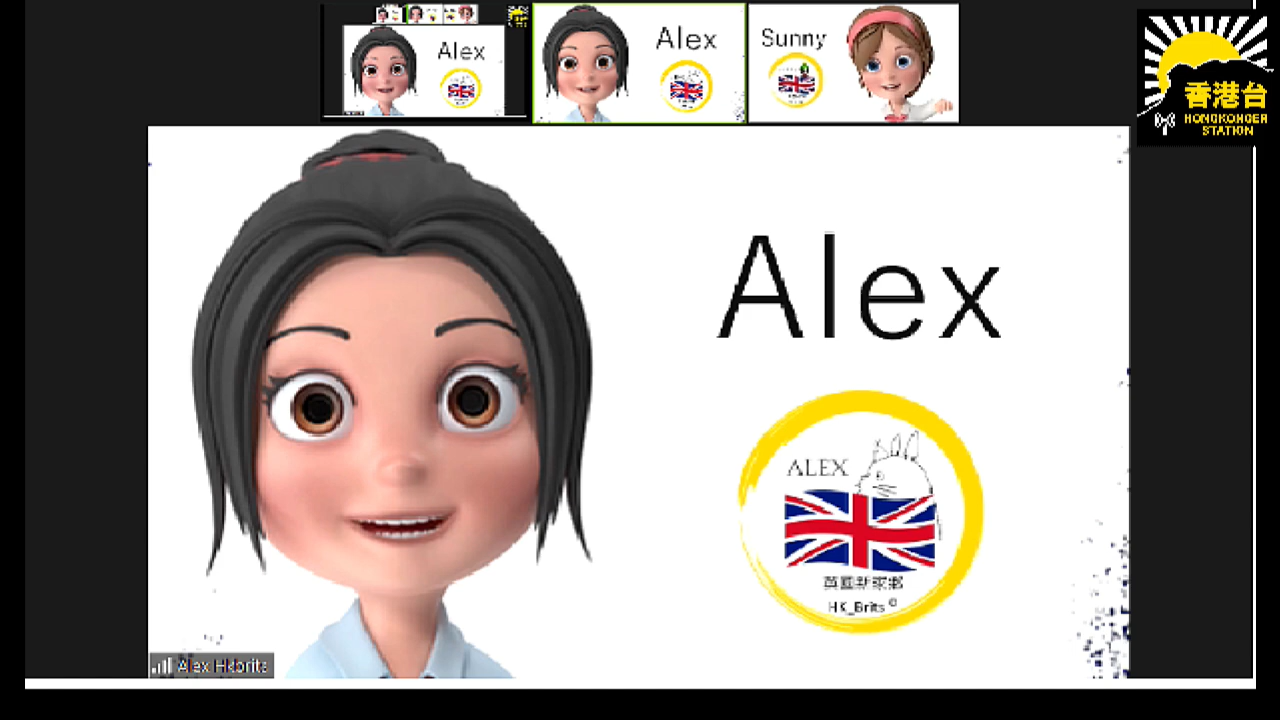 Alex
Alex
Sunny
香港台
HONGKONGER
STATION
Alex
ALEX
英國新家鄉
HK_Brits ©
Alex Hkbrits